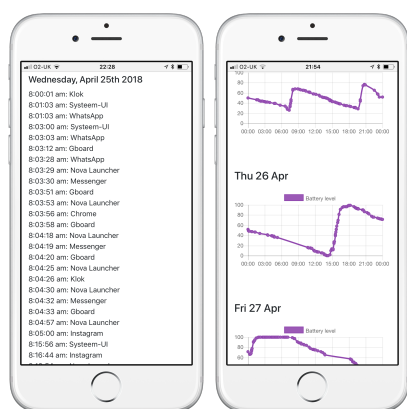 O2-UK
22:28
Wednesday, April 25th 2018
8:00:01 am: Klok
8:01:03 am: Systeem-UI
8:01:03 am: WhatsApp
8:03:00 am: Systeem-UI
8:03:03 am: WhatsApp
8:03:12 am: Gboard
8:03:28 am: WhatsApp
8:03:29 am: Nova Launcher
8:03:30 am: Messenger
8:03:51 am: Gboard
8:03:53 am: Nova Launcher
8:03:56 am: Chrome
8:03:58 am: Gboard
8:04:18 am: Nova Launcher
8:04:19 am: Messenger
8:04:20 am: Gboard
8:04:25 am: Nova Launcher
8:04:26 am: Klok
8:04:30 am: Nova Launcher
8:04:32 am: Messenger
8:04:33 am: Gboard
8:04:57 am: Nova Launcher
8:05:00 am: Instagram
8:15:56 am: Systeem-UI
8:16:44 am: Instagram
O2-UK
21:54
100
80
60
40
20
0
00:00 03:00 06:00 09:00 12:00 15:00 18:00 21:00 00:00
Thu 26 Apr
Battery level
100
80
60
40
20
0
00:00 03:00 06:00 09:00 12:00 15:00 18:00 21:00 00:00
Fri 27 Apr
Battery level
100
80
60